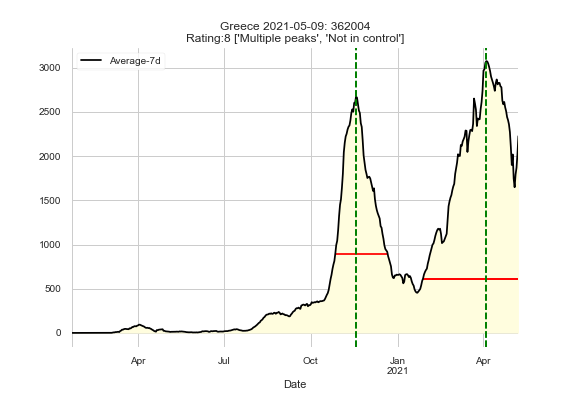 Greece 2021-05-09: 362004
Rating:8 ['Multiple peaks', 'Not in control']
Average-7d
3000
2500
2000
1500
1000
500
0
Apr
Jul
Oct
Jan
2021
Apr
Date